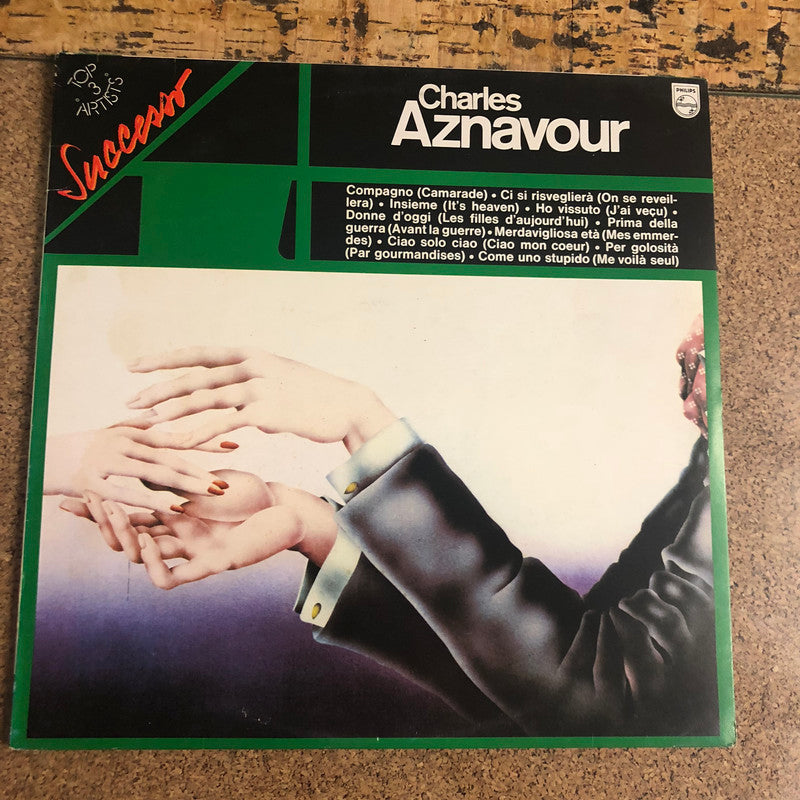 TOP
3
ARTISTS
Successo
Charles
Aznavour
PHILIPS
Compagno (Camarade) • Ci si risveglierà (On se reveil-
lera) • Insieme (It's heaven) • Ho vissuto (J'ai veçu) •
Donne d'oggi (Les filles d'aujourd'hui) • Prima della
guerra (Avant la guerre) • Merdavigliosa età (Mes emmer-
des) • Ciao solo ciao (Ciao mon coeur) • Per golosità
(Par gourmandises) • Come uno stupido (Me voilà seul)